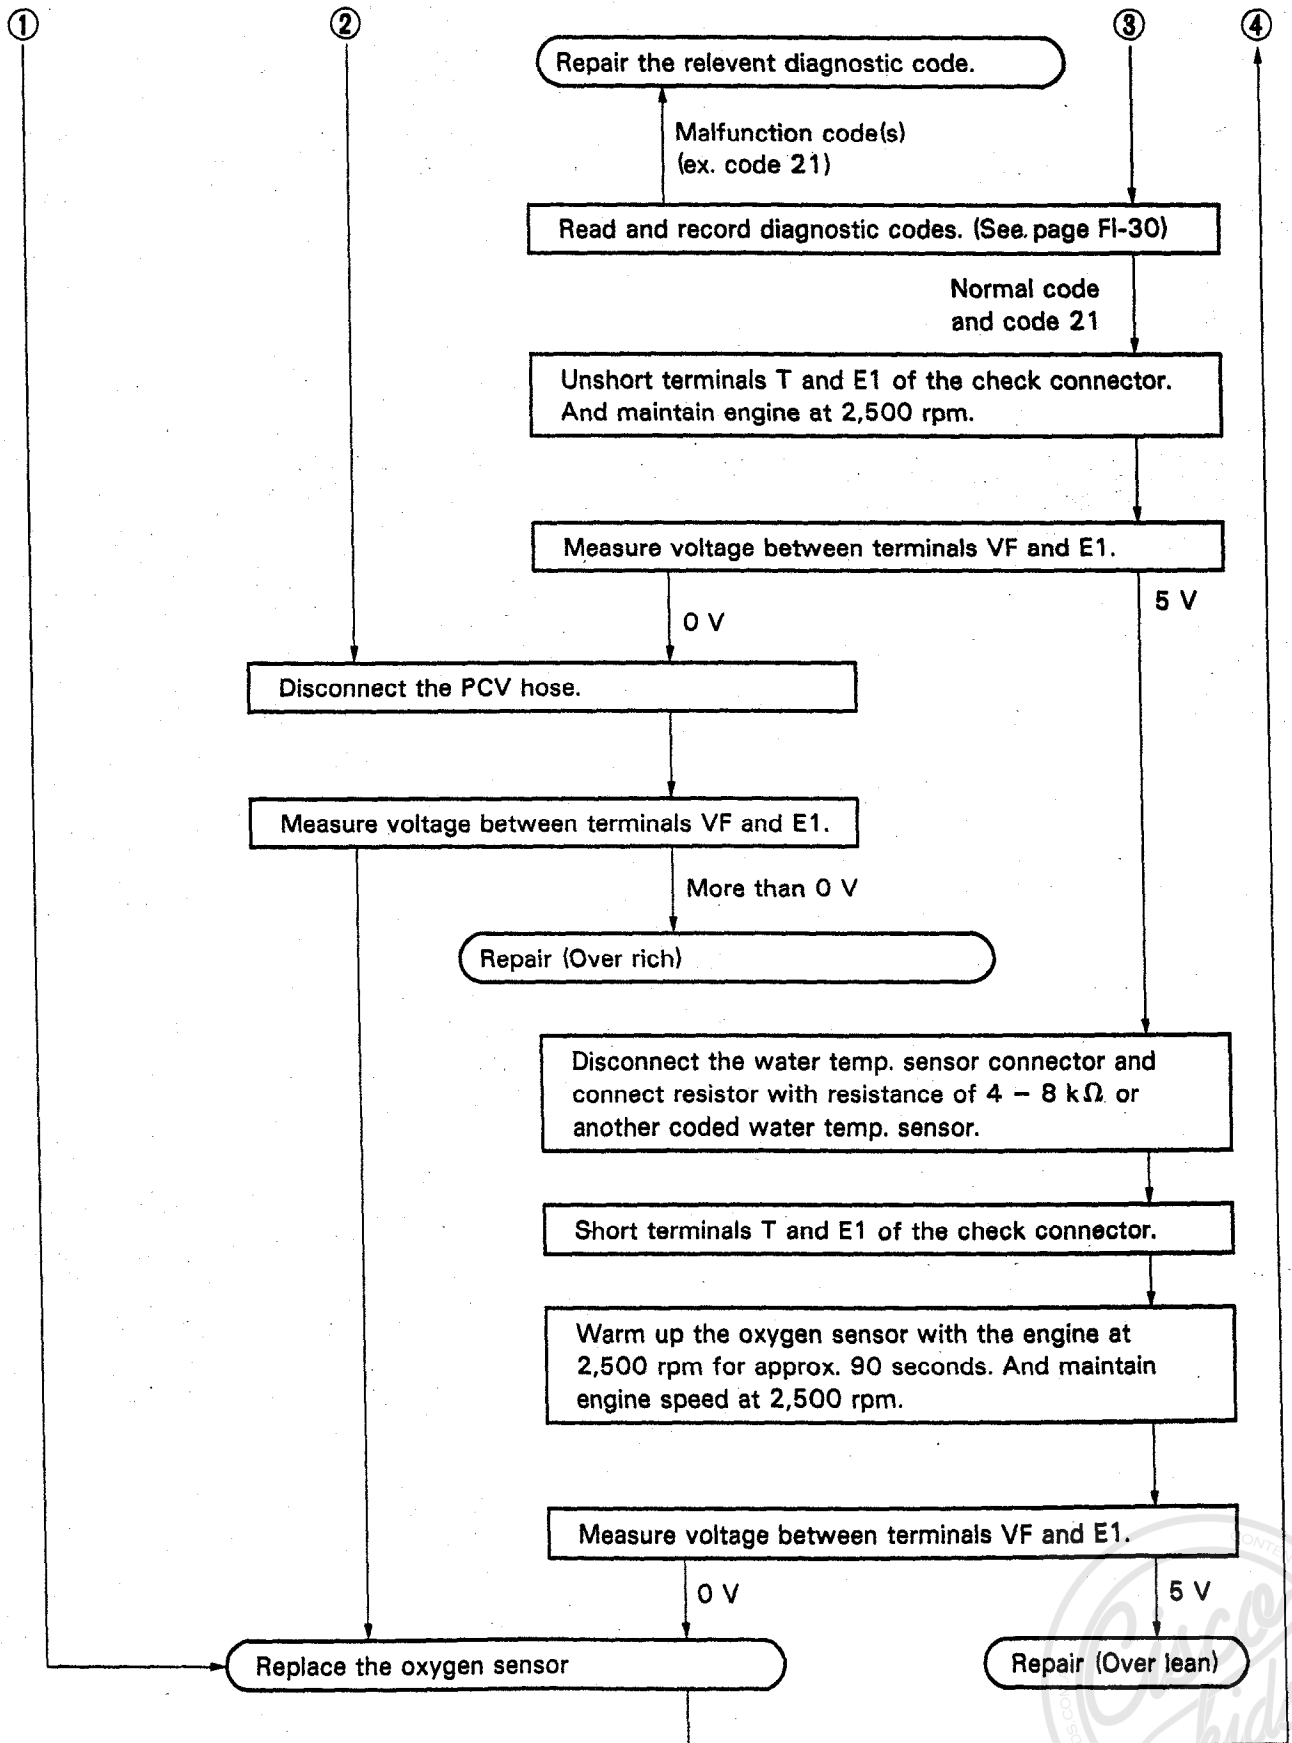 ① ② ③ ④
Repair the relevent diagnostic code.
Malfunction code(s)
(ex. code 21)
Read and record diagnostic codes. (See page FI-30)
Normal code
and code 21
Unshort terminals T and E1 of the check connector.
And maintain engine at 2,500 rpm.
Measure voltage between terminals VF and E1.
0 V
5 V
Disconnect the PCV hose.
Measure voltage between terminals VF and E1.
More than 0 V
Repair (Over rich)
Disconnect the water temp. sensor connector and
connect resistor with resistance of 4 – 8 kΩ or
another coded water temp. sensor.
Short terminals T and E1 of the check connector.
Warm up the oxygen sensor with the engine at
2,500 rpm for approx. 90 seconds. And maintain
engine speed at 2,500 rpm.
Measure voltage between terminals VF and E1.
0 V
5 V
Replace the oxygen sensor
Repair (Over lean)
Cisco